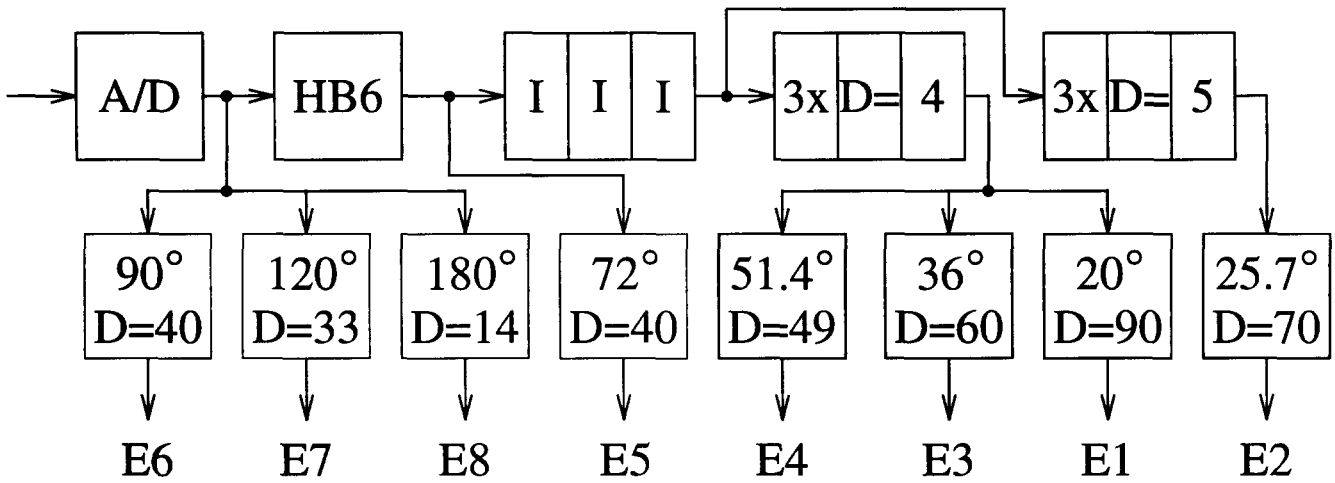 A/D HB6 I I I 3x D= 4 3x D= 5
90° 120° 180° 72° 51.4° 36° 20° 25.7°
D=40 D=33 D=14 D=40 D=49 D=60 D=90 D=70
E6 E7 E8 E5 E4 E3 E1 E2